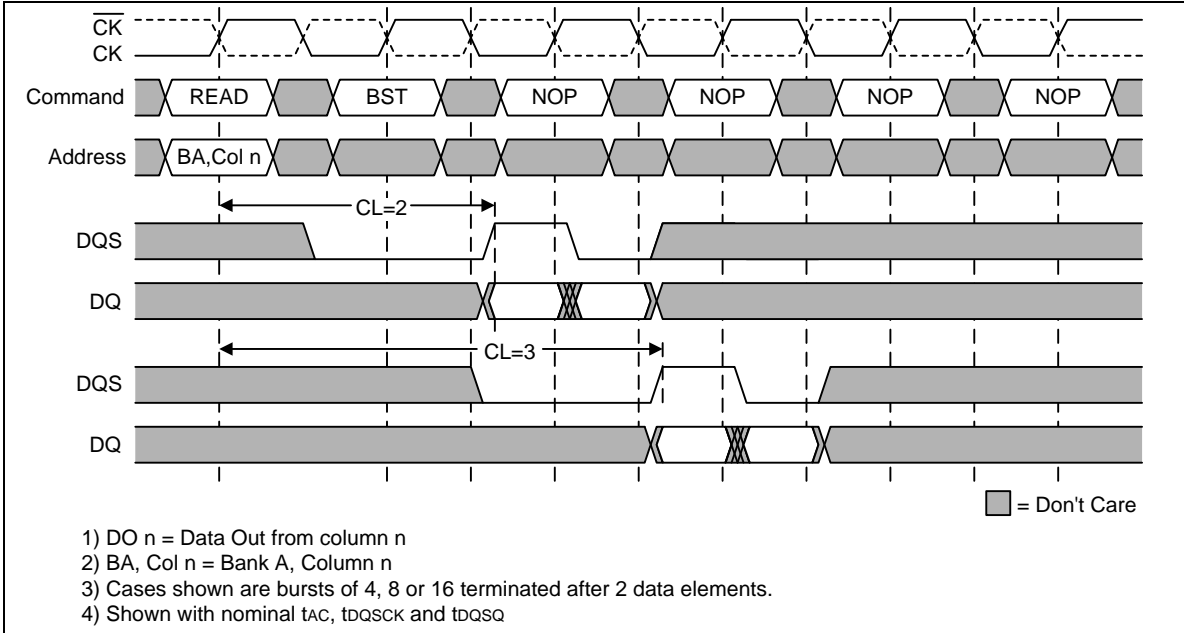 CK
CK
Command READ BST NOP NOP NOP NOP
Address BA,Col n
CL=2
DQS
DQ
CL=3
DQS
DQ
= Don't Care
1) DO n = Data Out from column n
2) BA, Col n = Bank A, Column n
3) Cases shown are bursts of 4, 8 or 16 terminated after 2 data elements.
4) Shown with nominal tAC, tDQSCK and tDQSQ